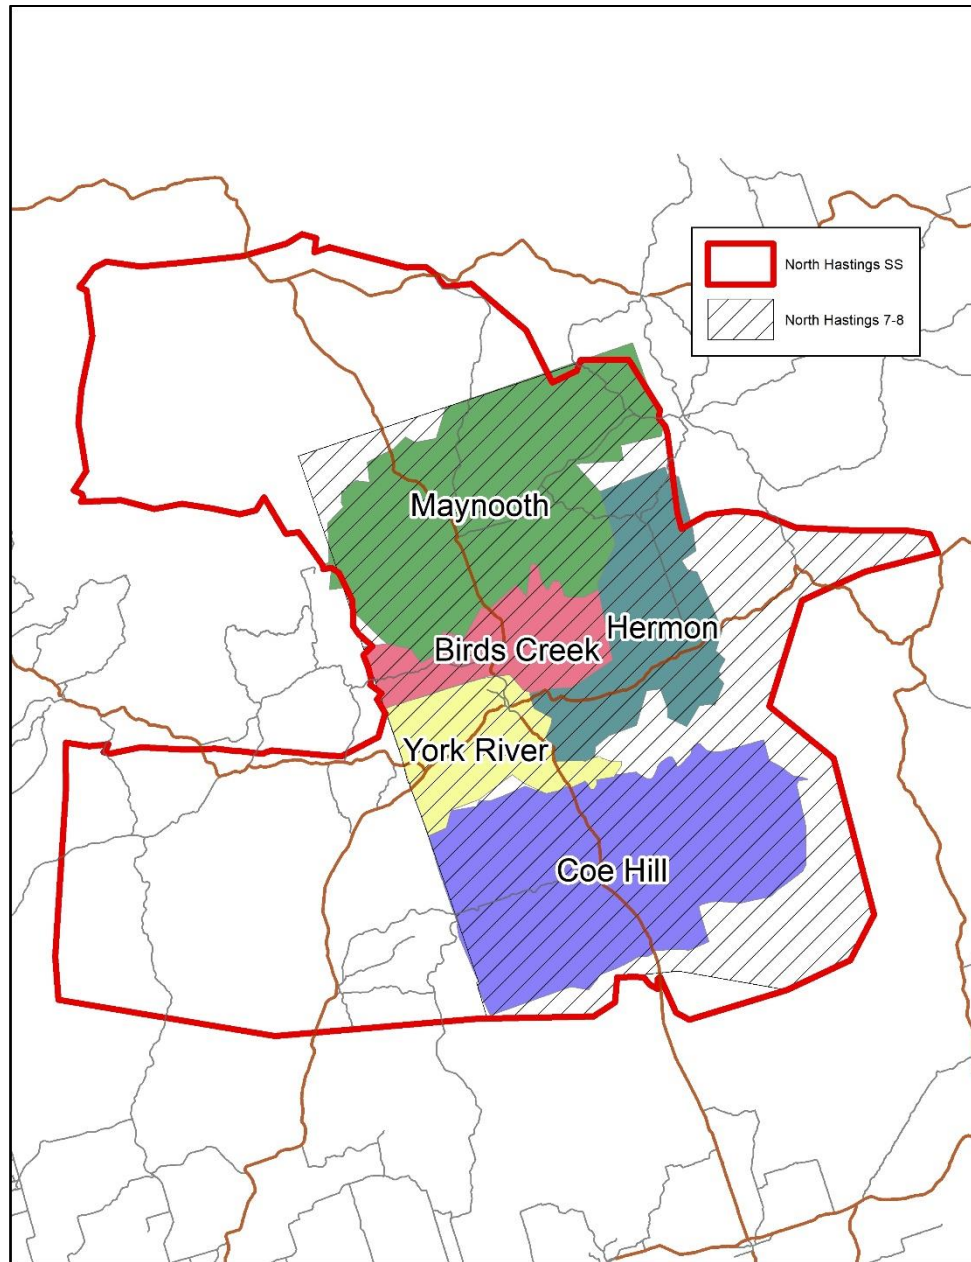 North Hastings SS
North Hastings 7-8
Maynooth
Hermon
Birds Creek
York River
Coe Hill